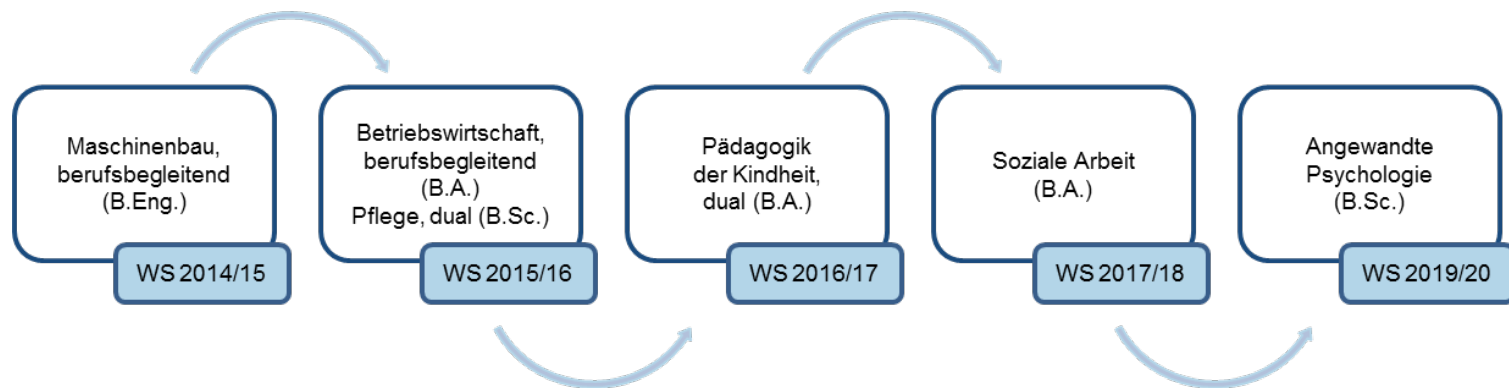 Maschinenbau,
berufsbegleitend
(B.Eng.)
WS 2014/15
Betriebswirtschaft,
berufsbegleitend
(B.A.)
Pflege, dual (B.Sc.)
WS 2015/16
Pädagogik
der Kindheit,
dual (B.A.)
WS 2016/17
Soziale Arbeit
(B.A.)
WS 2017/18
Angewandte
Psychologie
(B.Sc.)
WS 2019/20